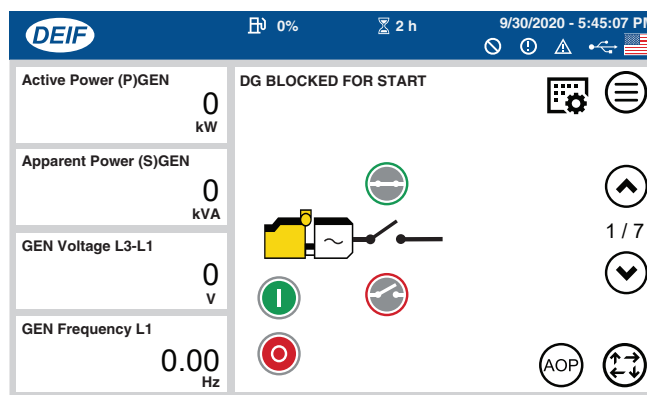 DEIF
0%
2 h
9/30/2020 - 5:45:07 PM
Active Power (P)GEN
0
kW
Apparent Power (S)GEN
0
kVA
GEN Voltage L3-L1
0
V
GEN Frequency L1
0.00
Hz
DG BLOCKED FOR START
1 / 7
AOP